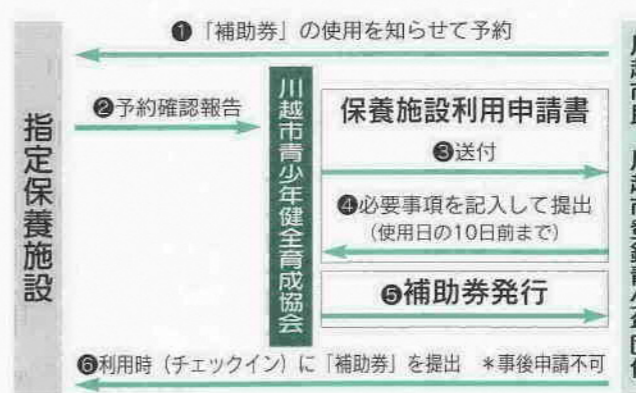 ❶「補助券」の使用を知らせて予約
指定保養施設
❷予約確認報告
川越市青少年健全育成協会
保養施設利用申請書
❸送付
❹必要事項を記入して提出
(使用日の10日前まで)
❺補助券発行
❻利用時(チェックイン)に「補助券」を提出 *事後申請不可